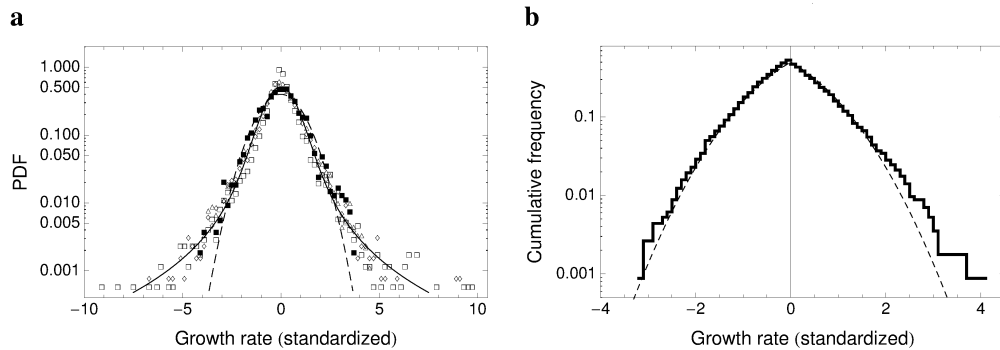 a
1.000
0.500
0.100
0.050
0.010
0.005
0.001
PDF
−10 −5 0 5 10
Growth rate (standardized)
b
0.1
0.01
0.001
Cumulative frequency
−4 −2 0 2 4
Growth rate (standardized)